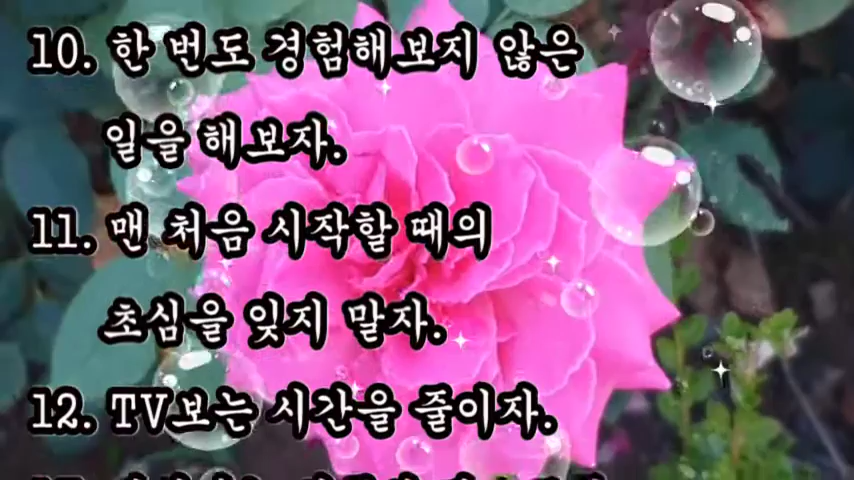 10. 한 번도 경험해보지 않은
일을 해보자.
11. 맨 처음 시작할 때의
초심을 잊지 말자.
12. TV보는 시간을 줄이자.